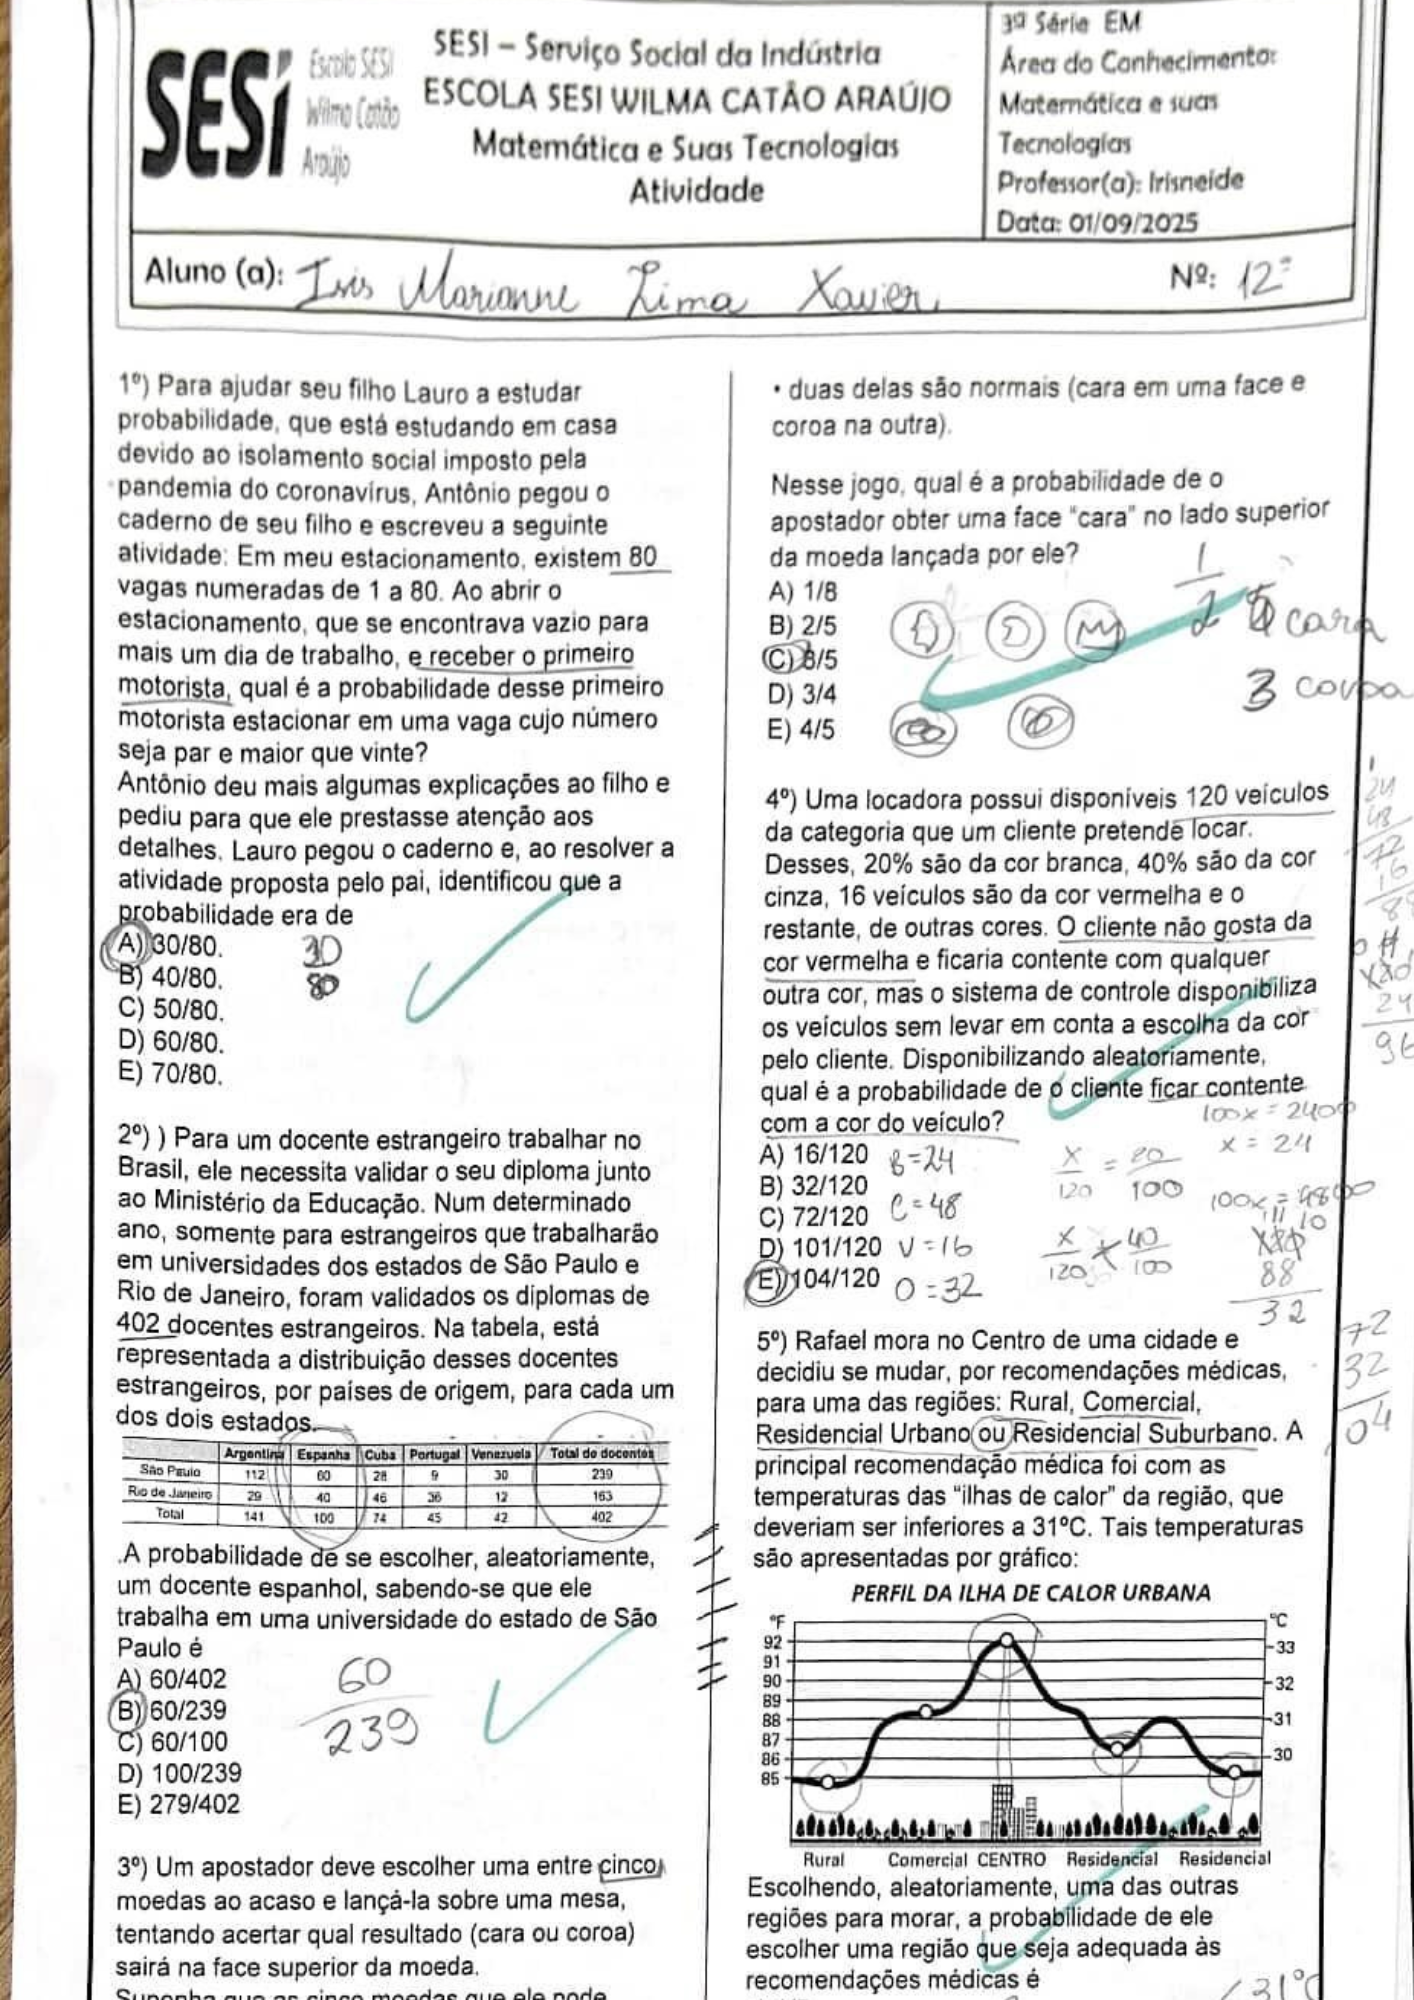 SESI
Escola SESI
Wilma Catão
Araújo
SESI – Serviço Social da Indústria
ESCOLA SESI WILMA CATÃO ARAÚJO
Matemática e Suas Tecnologias
Atividade
3ª Série EM
Área do Conhecimento:
Matemática e suas
Tecnologias
Professor(a): Irisneide
Data: 01/09/2025
Aluno (a): Isis Marianne Lima Xavier
Nº: 12º
1º) Para ajudar seu filho Lauro a estudar
probabilidade, que está estudando em casa
devido ao isolamento social imposto pela
pandemia do coronavírus, Antônio pegou o
caderno de seu filho e escreveu a seguinte
atividade: Em meu estacionamento, existem 80
vagas numeradas de 1 a 80. Ao abrir o
estacionamento, que se encontrava vazio para
mais um dia de trabalho, e receber o primeiro
motorista, qual é a probabilidade desse primeiro
motorista estacionar em uma vaga cujo número
seja par e maior que vinte?
Antônio deu mais algumas explicações ao filho e
pediu para que ele prestasse atenção aos
detalhes. Lauro pegou o caderno e, ao resolver a
atividade proposta pelo pai, identificou que a
probabilidade era de
A) 30/80.
B) 40/80.
C) 50/80.
D) 60/80.
E) 70/80.
30
80
2º) ) Para um docente estrangeiro trabalhar no
Brasil, ele necessita validar o seu diploma junto
ao Ministério da Educação. Num determinado
ano, somente para estrangeiros que trabalharão
em universidades dos estados de São Paulo e
Rio de Janeiro, foram validados os diplomas de
402 docentes estrangeiros. Na tabela, está
representada a distribuição desses docentes
estrangeiros, por países de origem, para cada um
dos dois estados.
Argentina Espanha Cuba Portugal Venezuela Total de docentes
São Paulo 112 60 28 9 30 239
Rio de Janeiro 29 40 46 36 12 163
Total 141 100 74 45 42 402
.A probabilidade de se escolher, aleatoriamente,
um docente espanhol, sabendo-se que ele
trabalha em uma universidade do estado de São
Paulo é
A) 60/402
B) 60/239
C) 60/100
D) 100/239
E) 279/402
60
239
3º) Um apostador deve escolher uma entre cinco
moedas ao acaso e lançá-la sobre uma mesa,
tentando acertar qual resultado (cara ou coroa)
sairá na face superior da moeda.
Suponha que as cinco moedas que ele pode
• duas delas são normais (cara em uma face e
coroa na outra).
Nesse jogo, qual é a probabilidade de o
apostador obter uma face “cara” no lado superior
da moeda lançada por ele?
A) 1/8
B) 2/5
C) 3/5
D) 3/4
E) 4/5
1
2
cara
3 coroa
4º) Uma locadora possui disponíveis 120 veículos
da categoria que um cliente pretende locar.
Desses, 20% são da cor branca, 40% são da cor
cinza, 16 veículos são da cor vermelha e o
restante, de outras cores. O cliente não gosta da
cor vermelha e ficaria contente com qualquer
outra cor, mas o sistema de controle disponibiliza
os veículos sem levar em conta a escolha da cor
pelo cliente. Disponibilizando aleatoriamente,
qual é a probabilidade de o cliente ficar contente
com a cor do veículo?
A) 16/120
B) 32/120
C) 72/120
D) 101/120
E) 104/120
B=24
C=48
V=16
O=32
x/120 = 20/100
100x = 2400
x = 24
x/120 40/100
100x = 4800
88
32
24
48
72
16
24
96
72
32
04
5º) Rafael mora no Centro de uma cidade e
decidiu se mudar, por recomendações médicas,
para uma das regiões: Rural, Comercial,
Residencial Urbano ou Residencial Suburbano. A
principal recomendação médica foi com as
temperaturas das “ilhas de calor” da região, que
deveriam ser inferiores a 31ºC. Tais temperaturas
são apresentadas por gráfico:
PERFIL DA ILHA DE CALOR URBANA
ºF
92
91
90
89
88
87
86
85
ºC
33
32
31
30
Rural Comercial CENTRO Residencial Residencial
Escolhendo, aleatoriamente, uma das outras
regiões para morar, a probabilidade de ele
escolher uma região que seja adequada às
recomendações médicas é
31ºC